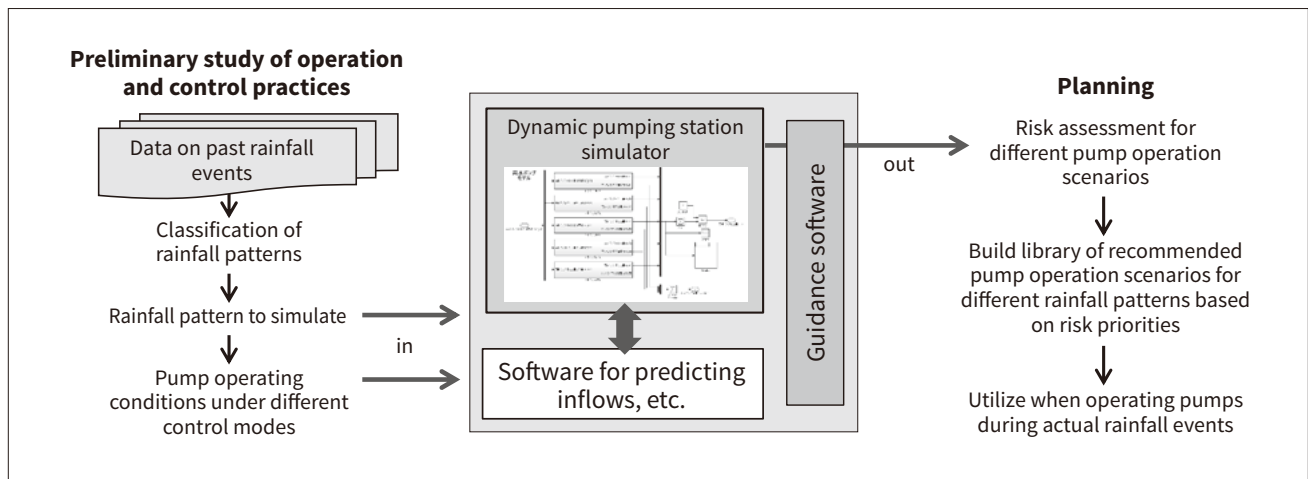 Preliminary study of operation
and control practices
Data on past rainfall
events
Classification of
rainfall patterns
Rainfall pattern to simulate
Pump operating
conditions under different
control modes
in
Dynamic pumping station
simulator
Software for predicting
inflows, etc.
Guidance software
out
Planning
Risk assessment for
different pump operation
scenarios
Build library of recommended
pump operation scenarios for
different rainfall patterns based
on risk priorities
Utilize when operating pumps
during actual rainfall events